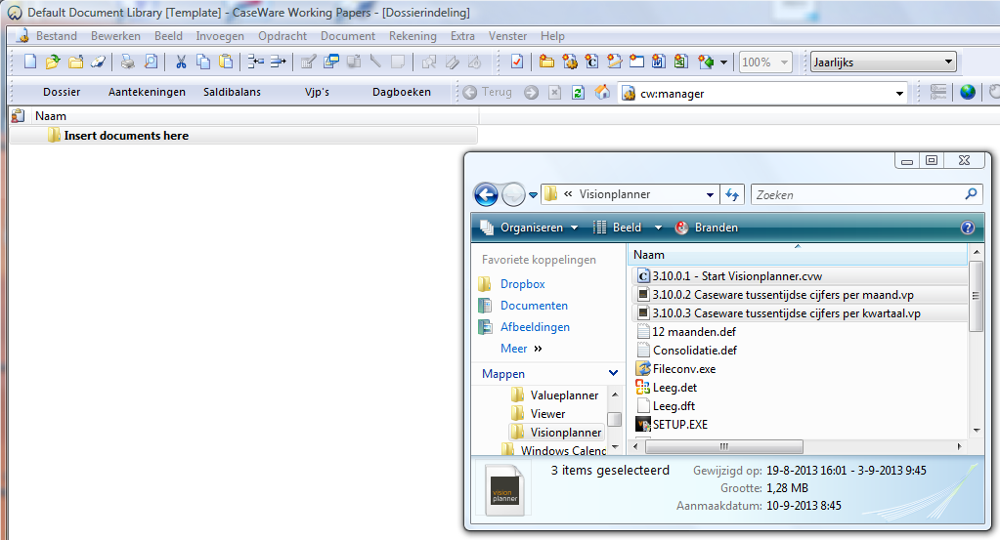 Default Document Library [Template] - CaseWare Working Papers - [Dossierindeling]
Bestand Bewerken Beeld Invoegen Opdracht Document Rekening Extra Venster Help
100% Jaarlijks
Dossier Aantekeningen Saldibalans Vjp's Dagboeken Terug cw:manager
Naam
Insert documents here
« Visionplanner Zoeken
Organiseren Beeld Branden
Favoriete koppelingen
Dropbox
Documenten
Afbeeldingen
Meer »
Mappen
Valueplanner
Viewer
Visionplanner
Windows Calend
Naam
3.10.0.1 - Start Visionplanner.cvw
3.10.0.2 Caseware tussentijdse cijfers per maand.vp
3.10.0.3 Caseware tussentijdse cijfers per kwartaal.vp
12 maanden.def
Consolidatie.def
Fileconv.exe
Leeg.det
Leeg.dft
SETUP.EXE
vision
planner
3 items geselecteerd
Gewijzigd op: 19-8-2013 16:01 - 3-9-2013 9:45
Grootte: 1,28 MB
Aanmaakdatum: 10-9-2013 8:45